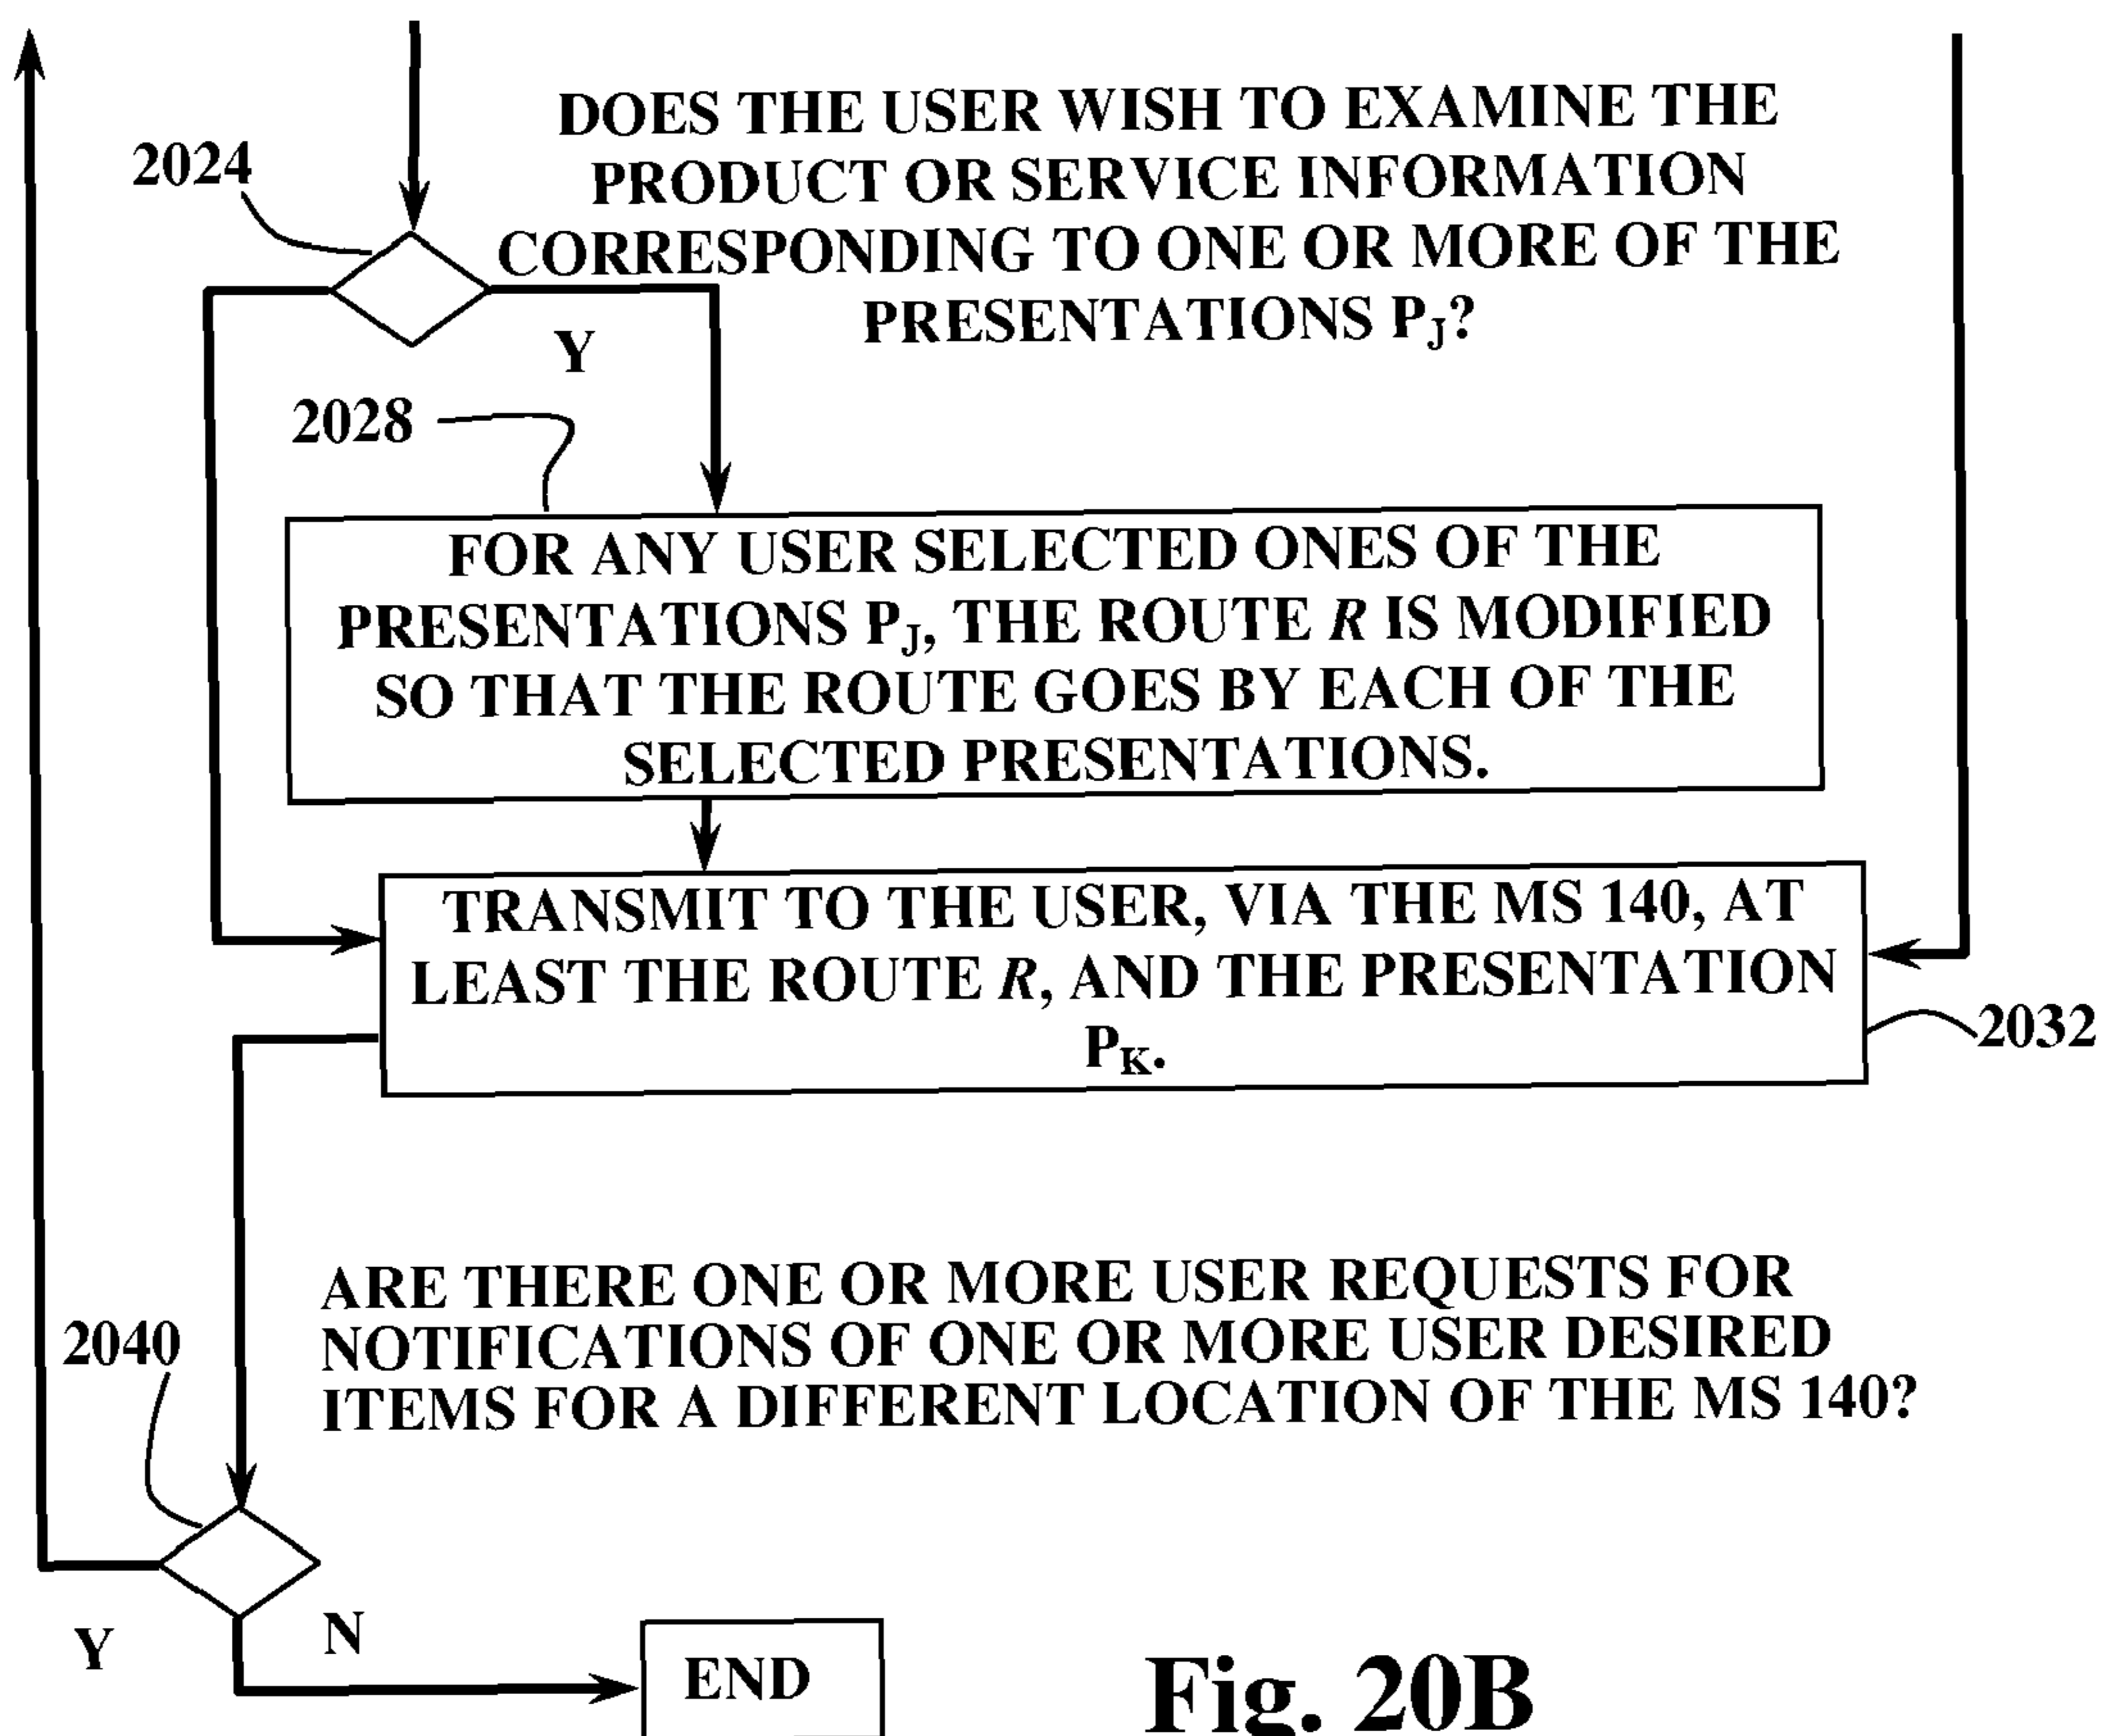 DOES THE USER WISH TO EXAMINE THE
PRODUCT OR SERVICE INFORMATION
CORRESPONDING TO ONE OR MORE OF THE
PRESENTATIONS PJ?
2024
Y
2028
FOR ANY USER SELECTED ONES OF THE
PRESENTATIONS PJ, THE ROUTE R IS MODIFIED
SO THAT THE ROUTE GOES BY EACH OF THE
SELECTED PRESENTATIONS.
TRANSMIT TO THE USER, VIA THE MS 140, AT
LEAST THE ROUTE R, AND THE PRESENTATION
PK.
2032
ARE THERE ONE OR MORE USER REQUESTS FOR
NOTIFICATIONS OF ONE OR MORE USER DESIRED
ITEMS FOR A DIFFERENT LOCATION OF THE MS 140?
2040
Y
N
END
Fig. 20B